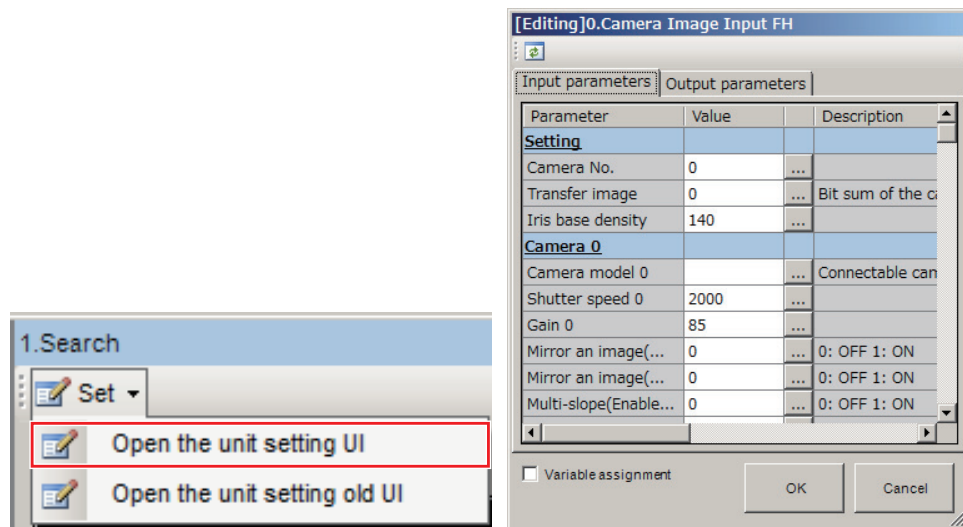 1.Search
Set
Open the unit setting UI
Open the unit setting old UI
[Editing]0.Camera Image Input FH
Input parameters Output parameters
Parameter Value Description
Setting
Camera No. 0 ...
Transfer image 0 ... Bit sum of the
Iris base density 140 ...
Camera 0
Camera model 0 ... Connectable
Shutter speed 0 2000 ...
Gain 0 85 ...
Mirror an image(... 0 ... 0: OFF 1: ON
Mirror an image(... 0 ... 0: OFF 1: ON
Multi-slope(Enable... 0 ... 0: OFF 1: ON
Variable assignment
OK Cancel